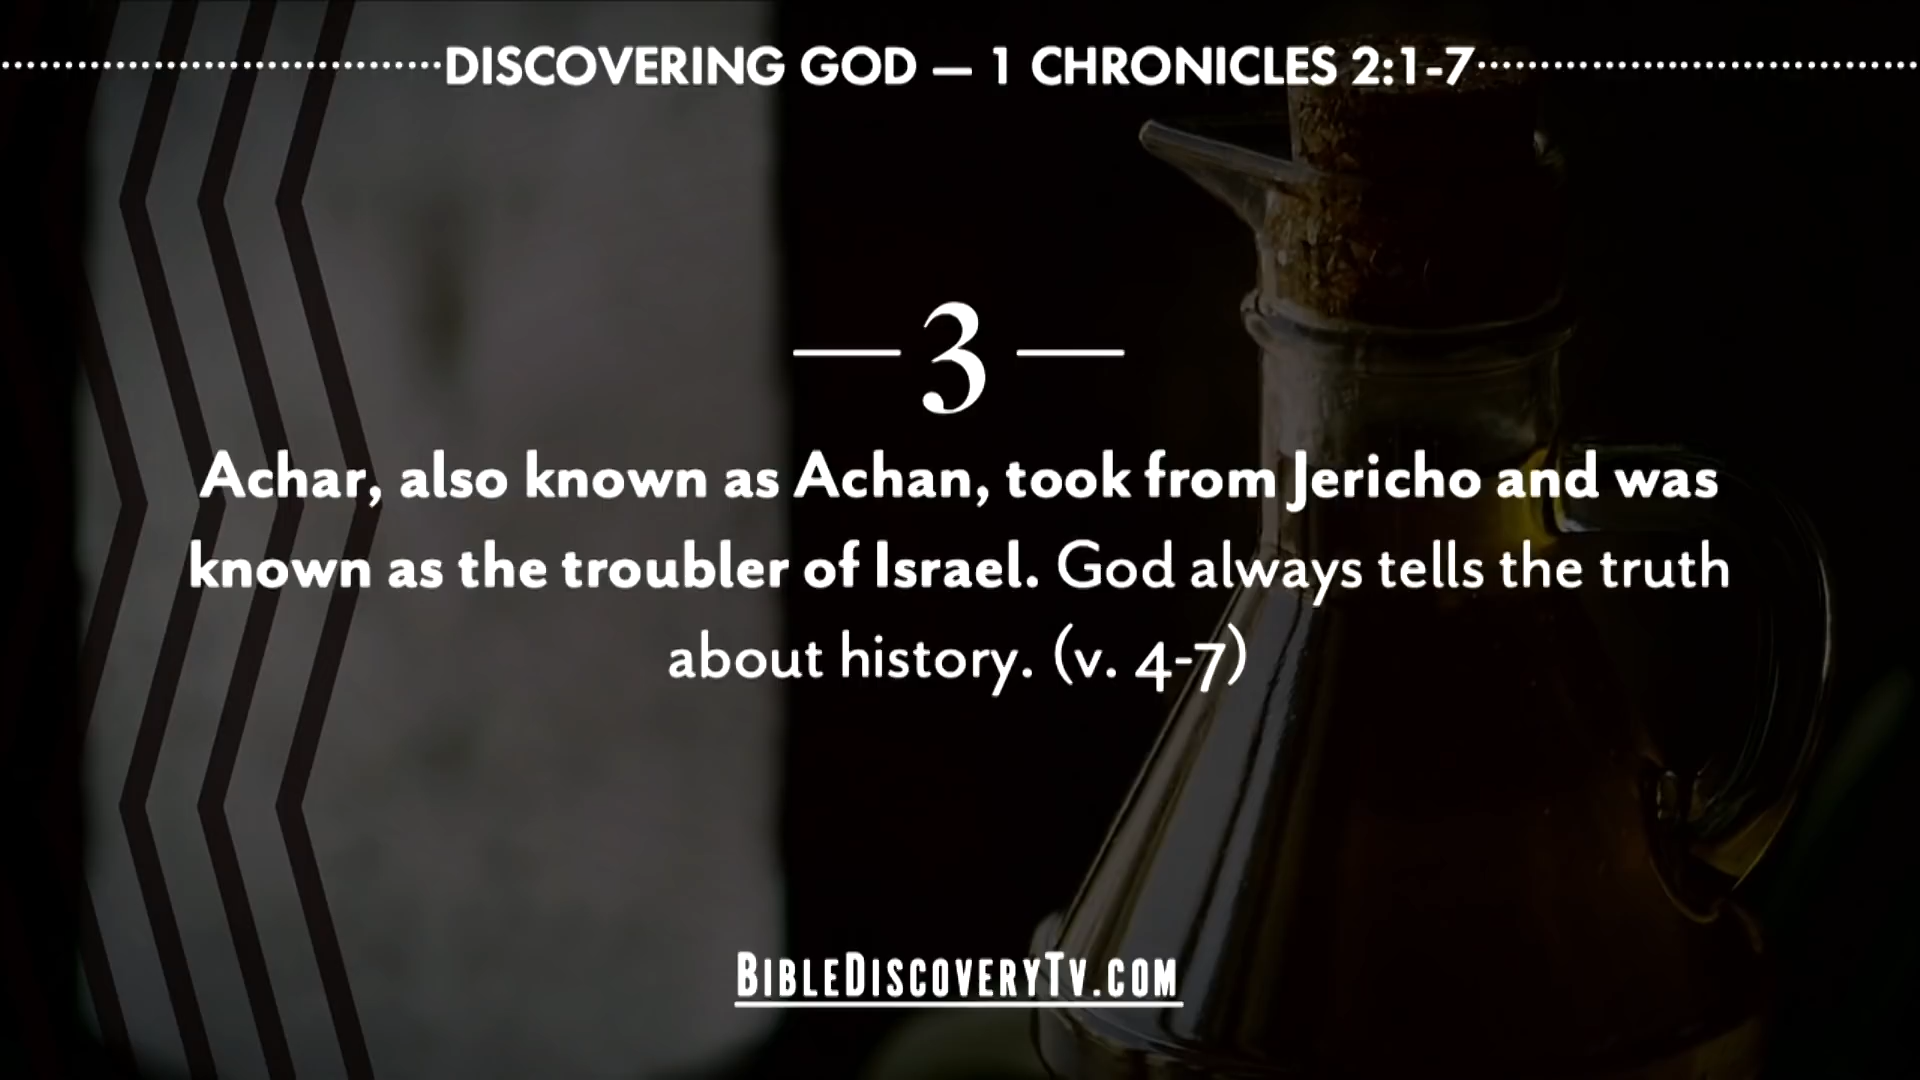 DISCOVERING GOD — 1 CHRONICLES 2:1-7
— 3 —
Achar, also known as Achan, took from Jericho and was
known as the troubler of Israel. God always tells the truth
about history. (v. 4-7)
BIBLEDISCOVERYTV.COM